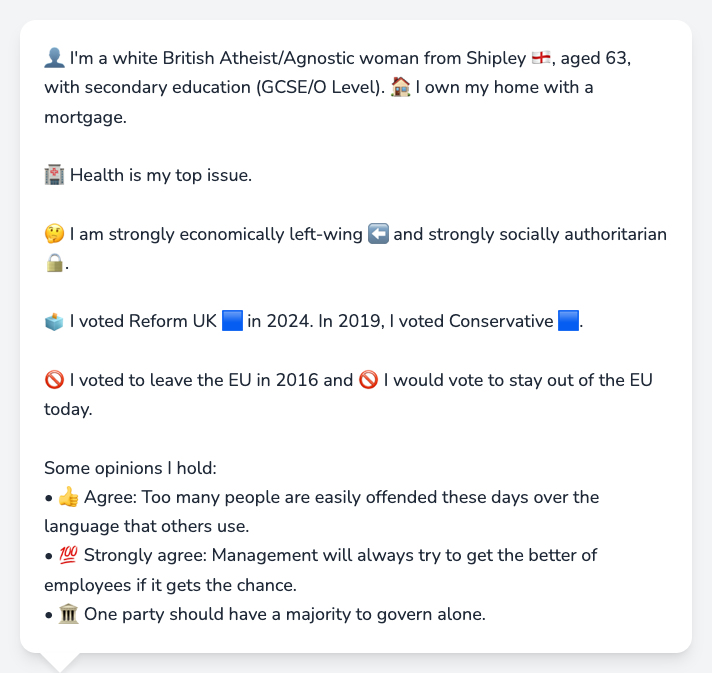 👤 I'm a white British Atheist/Agnostic woman from Shipley 🏴󠁧󠁢󠁥󠁮󠁧󠁿, aged 63,
with secondary education (GCSE/O Level). 🏠 I own my home with a
mortgage.
🏥 Health is my top issue.
🤔 I am strongly economically left-wing ⬅️ and strongly socially authoritarian
🔒.
🗳️ I voted Reform UK 🟦 in 2024. In 2019, I voted Conservative 🟦.
🚫 I voted to leave the EU in 2016 and 🚫 I would vote to stay out of the EU
today.
Some opinions I hold:
• 👍 Agree: Too many people are easily offended these days over the
language that others use.
• 💯 Strongly agree: Management will always try to get the better of
employees if it gets the chance.
• 🏛️ One party should have a majority to govern alone.